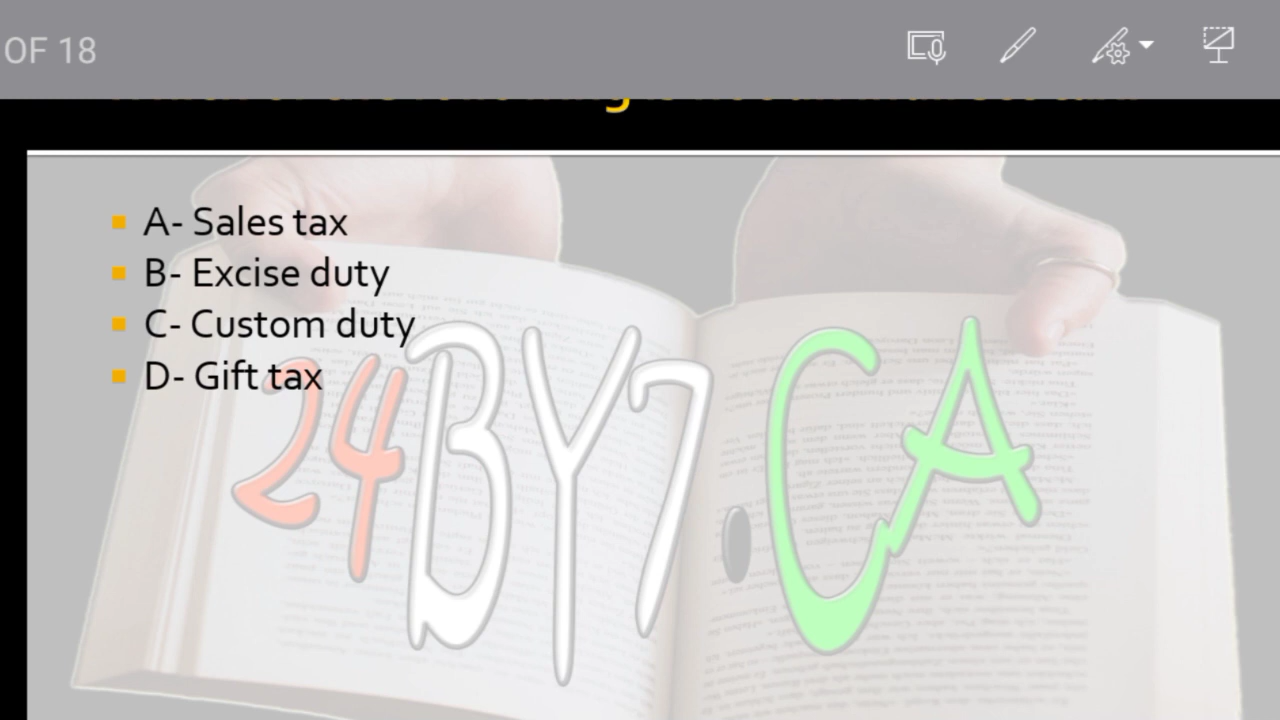 OF 18
A- Sales tax
B- Excise duty
C- Custom duty
D- Gift tax
24BY7.CA